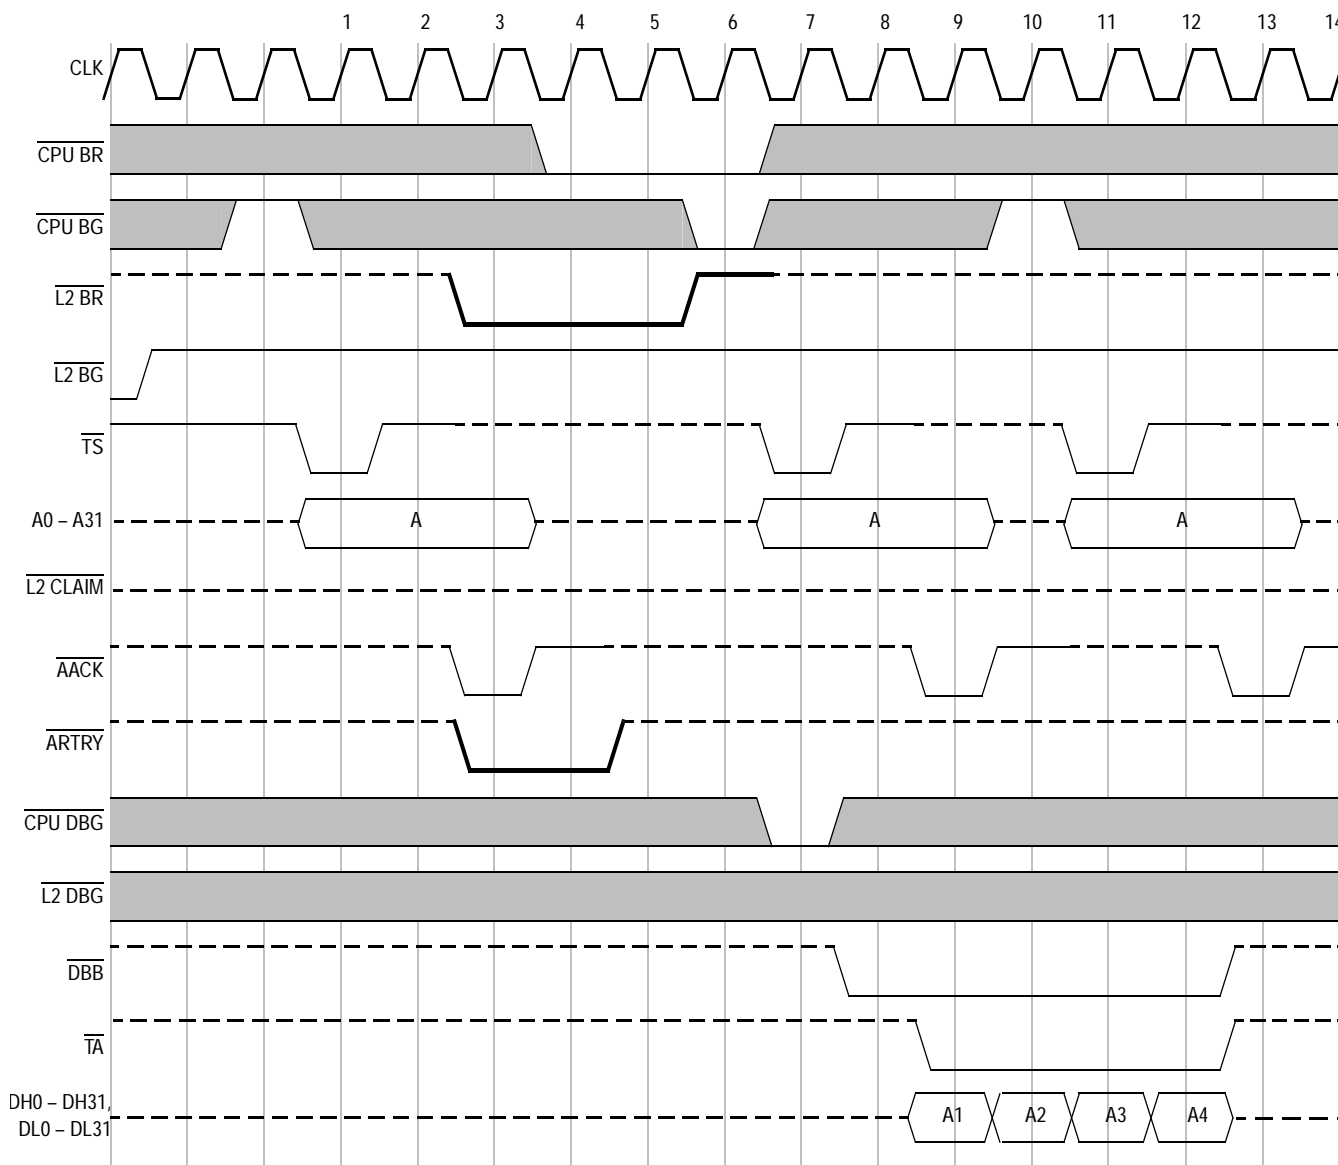 1 2 3 4 5 6 7 8 9 10 11 12 13 14
CLK
CPU BR
CPU BG
L2 BR
L2 BG
TS
A0 – A31 A A A
L2 CLAIM
AACK
ARTRY
CPU DBG
L2 DBG
DBB
TA
DH0 – DH31,
DL0 – DL31 A1 A2 A3 A4